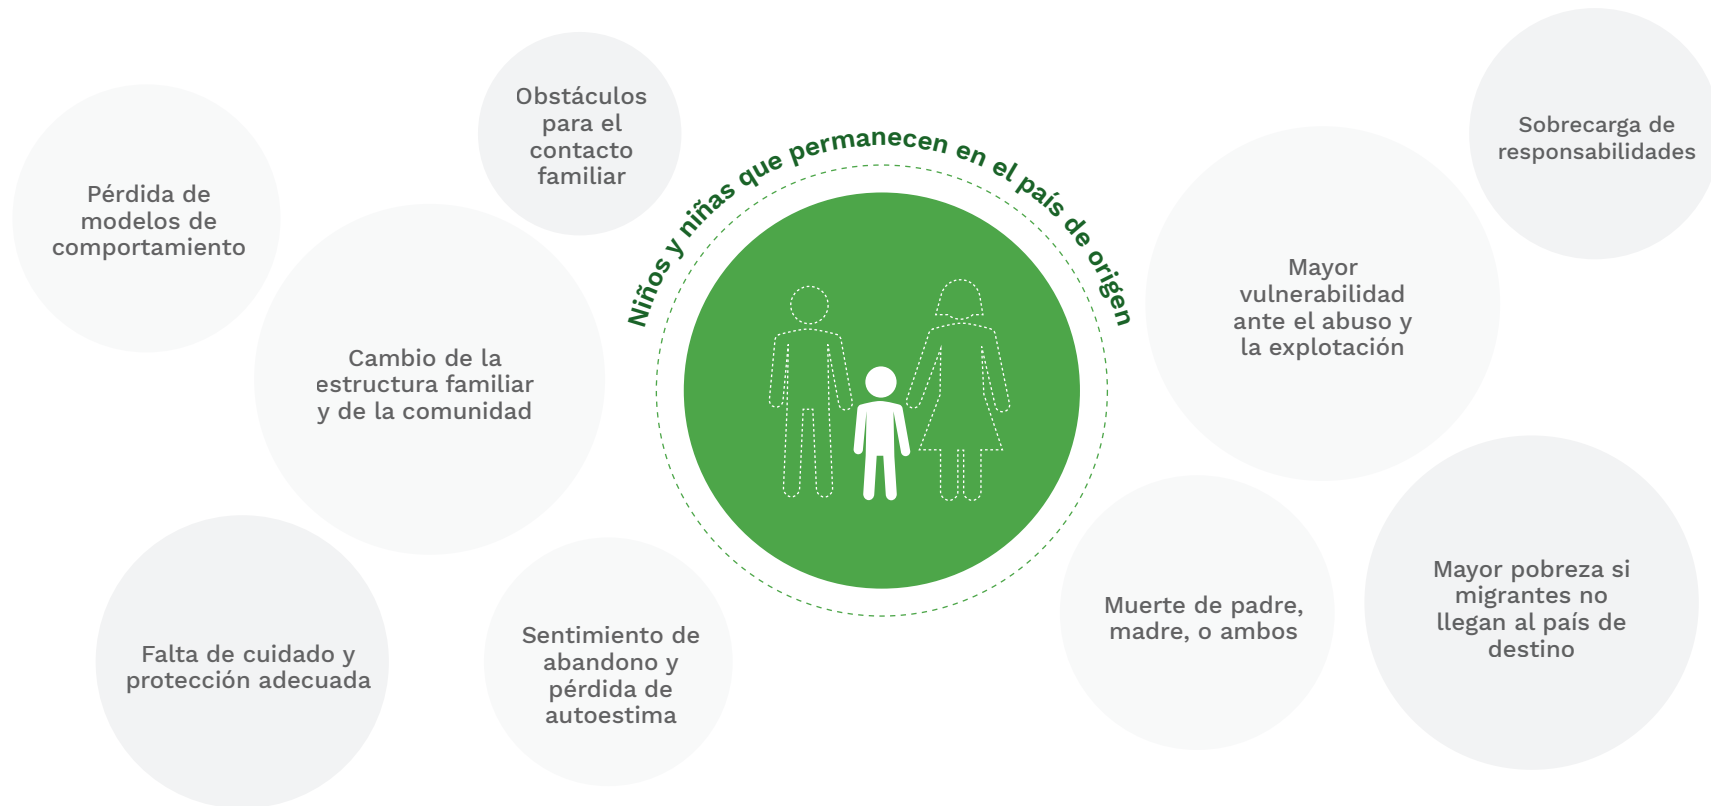 Niños y niñas que permanecen en el país de origen
Pérdida de
modelos de
comportamiento
Obstáculos
para el
contacto
familiar
Cambio de la
estructura familiar
y de la comunidad
Falta de cuidado y
protección adecuada
Sentimiento de
abandono y
pérdida de
autoestima
Mayor
vulnerabilidad
ante el abuso y
la explotación
Sobrecarga de
responsabilidades
Muerte de padre,
madre, o ambos
Mayor pobreza si
migrantes no
llegan al país de
destino